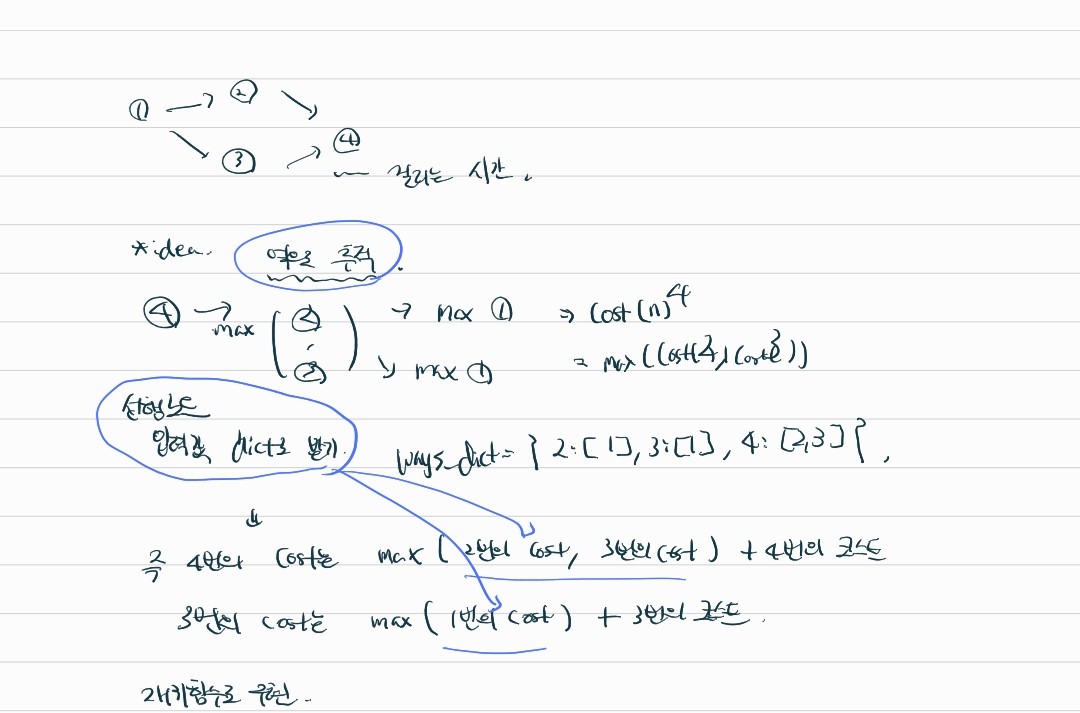 ① → ② ↘
↘ ③ ↗ ④
걸리는 시간.
*idea. 역으로 추적.
④ → max (②, ③) → max ① ⇒ cost(n)4
↘ max ① = max(cost(2), cost(3))
선행노드
입력값 dict로 받기.
ways_dict = { 2:[1], 3:[1], 4:[2,3] },
↓
즉 4번의 cost는 max ( 2번의 cost, 3번의 cost ) + 4번의 코스트
3번의 cost는 max ( 1번의 cost ) + 3번의 코스트.
재귀함수로 구현.